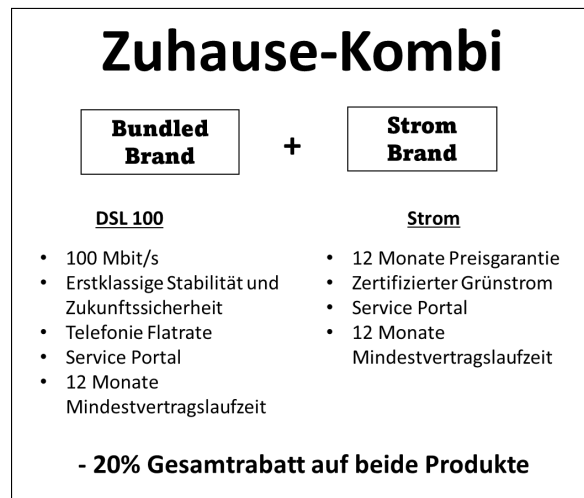 Zuhause-Kombi
Bundled
Brand
+
Strom
Brand
DSL 100
• 100 Mbit/s
• Erstklassige Stabilität und
Zukunftssicherheit
• Telefonie Flatrate
• Service Portal
• 12 Monate
Mindestvertragslaufzeit
Strom
• 12 Monate Preisgarantie
• Zertifizierter Grünstrom
• Service Portal
• 12 Monate
Mindestvertragslaufzeit
- 20% Gesamtrabatt auf beide Produkte